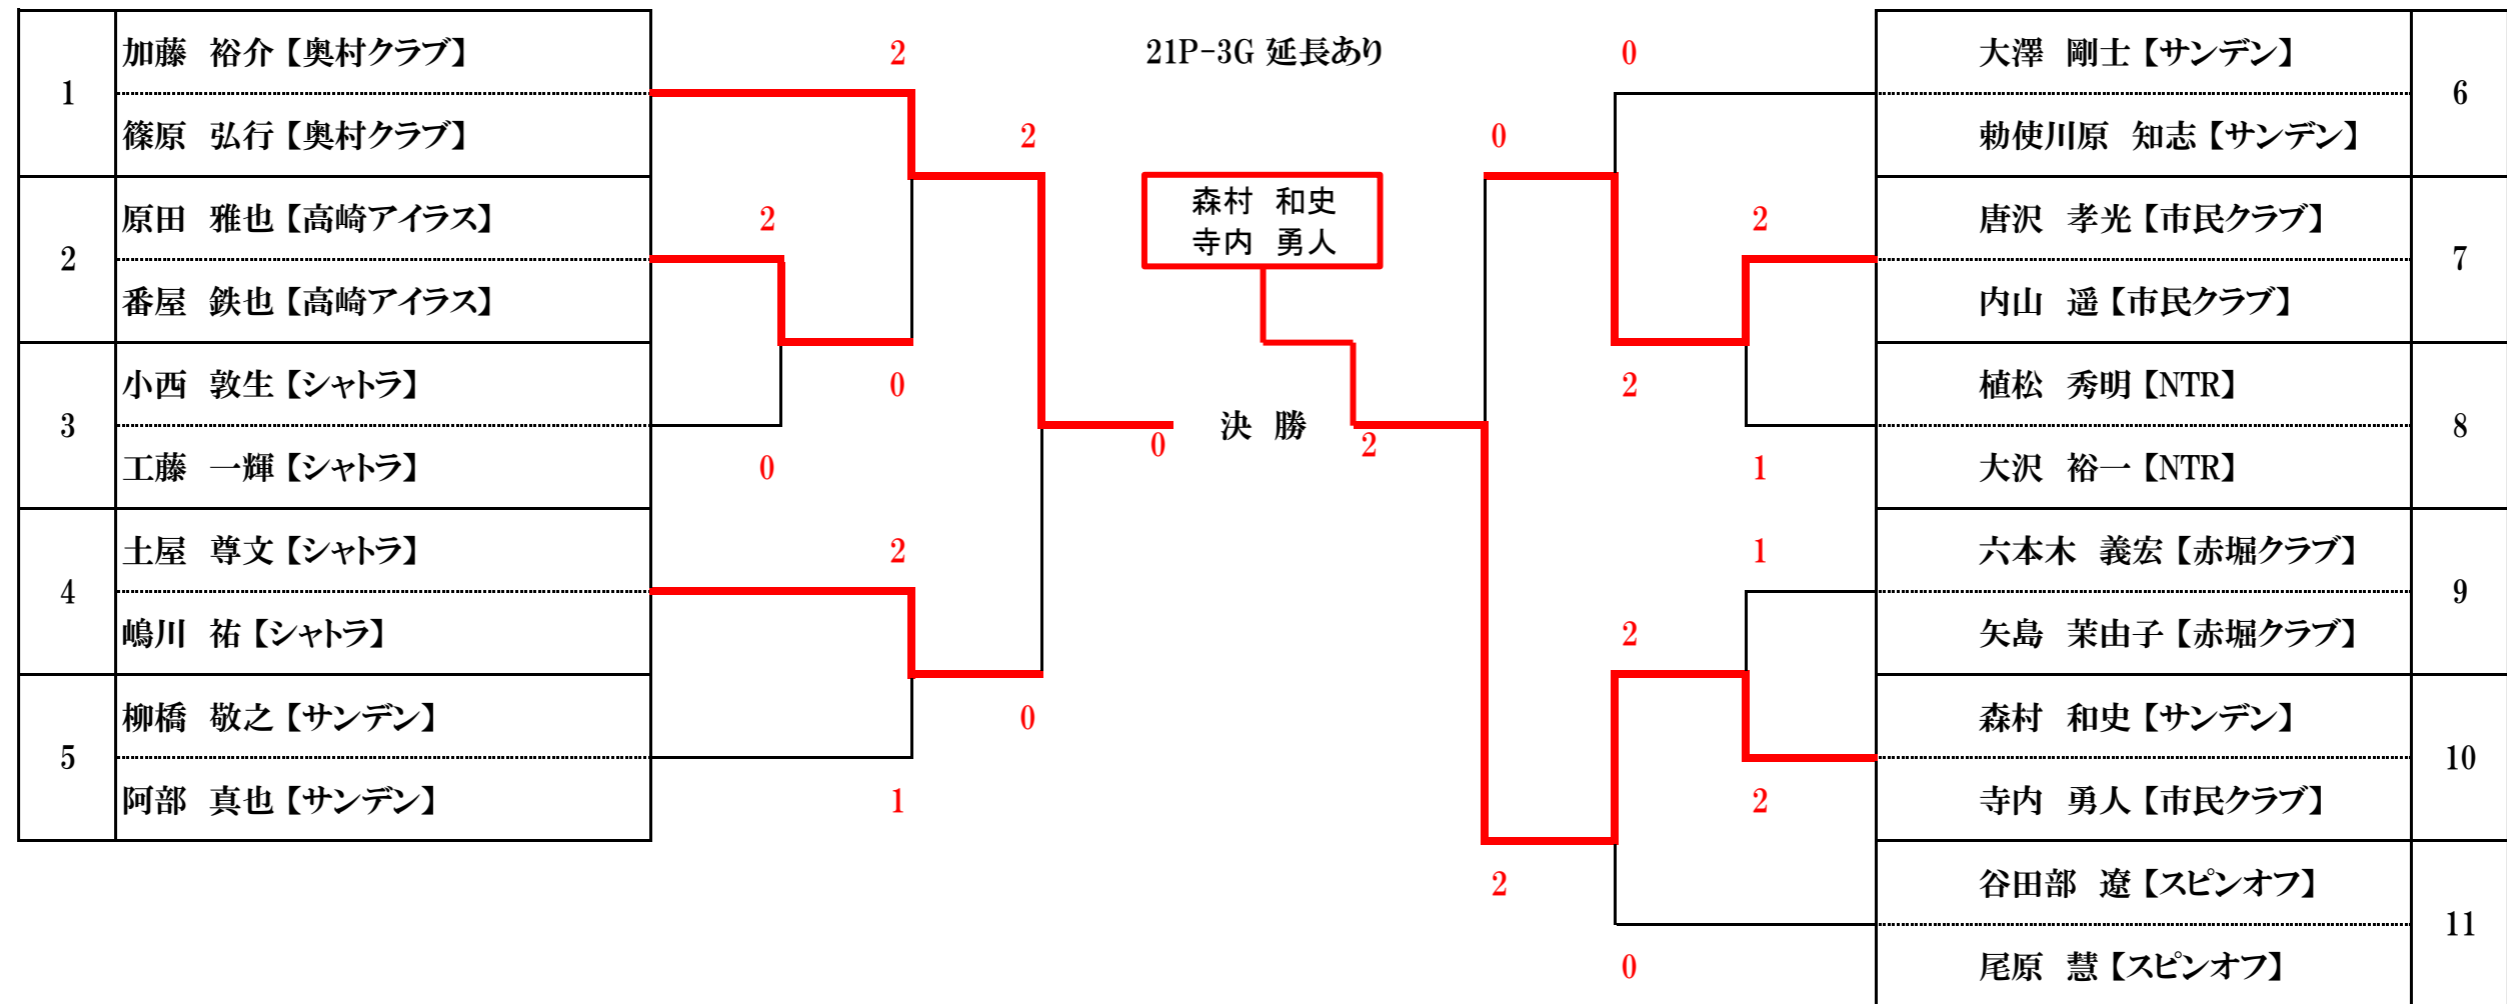 21P-3G 延長あり
1
加藤 裕介【奥村クラブ】
篠原 弘行【奥村クラブ】
2
原田 雅也【高崎アイラス】
番屋 鉄也【高崎アイラス】
3
小西 敦生【シャトラ】
工藤 一輝【シャトラ】
4
土屋 尊文【シャトラ】
嶋川 祐【シャトラ】
5
柳橋 敬之【サンデン】
阿部 真也【サンデン】
2
2
2
0
0
2
0
1
森村 和史
寺内 勇人
決 勝
0
2
0
0
2
2
1
1
2
2
2
0
大澤 剛士【サンデン】
勅使川原 知志【サンデン】
6
唐沢 孝光【市民クラブ】
内山 遥【市民クラブ】
7
植松 秀明【NTR】
大沢 裕一【NTR】
8
六本木 義宏【赤堀クラブ】
矢島 茉由子【赤堀クラブ】
9
森村 和史【サンデン】
寺内 勇人【市民クラブ】
10
谷田部 遼【スピンオフ】
尾原 慧【スピンオフ】
11